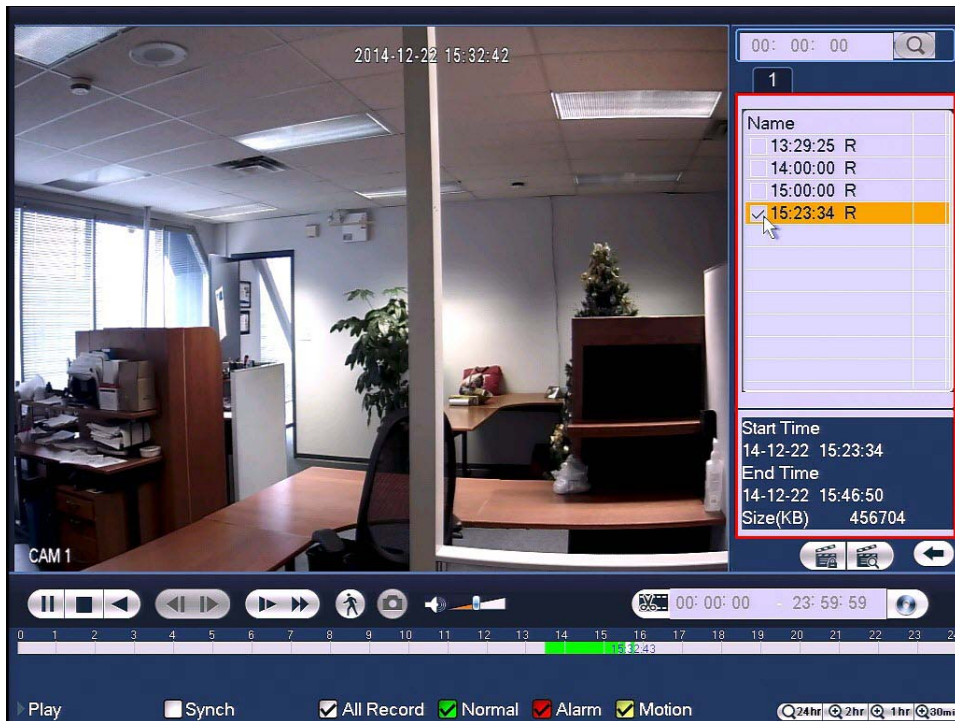 2014-12-22 15:32:42
CAM 1
00: 00: 00
1
Name
13:29:25 R
14:00:00 R
15:00:00 R
15:23:34 R
Start Time
14-12-22 15:23:34
End Time
14-12-22 15:46:50
Size(KB) 456704
00: 00: 00 - 23: 59: 59
0 1 2 3 4 5 6 7 8 9 10 11 12 13 14 15 16 17 18 19 20 21 22 23 24
15:32:43
Play Synch All Record Normal Alarm Motion 24hr 2hr 1hr 30mi